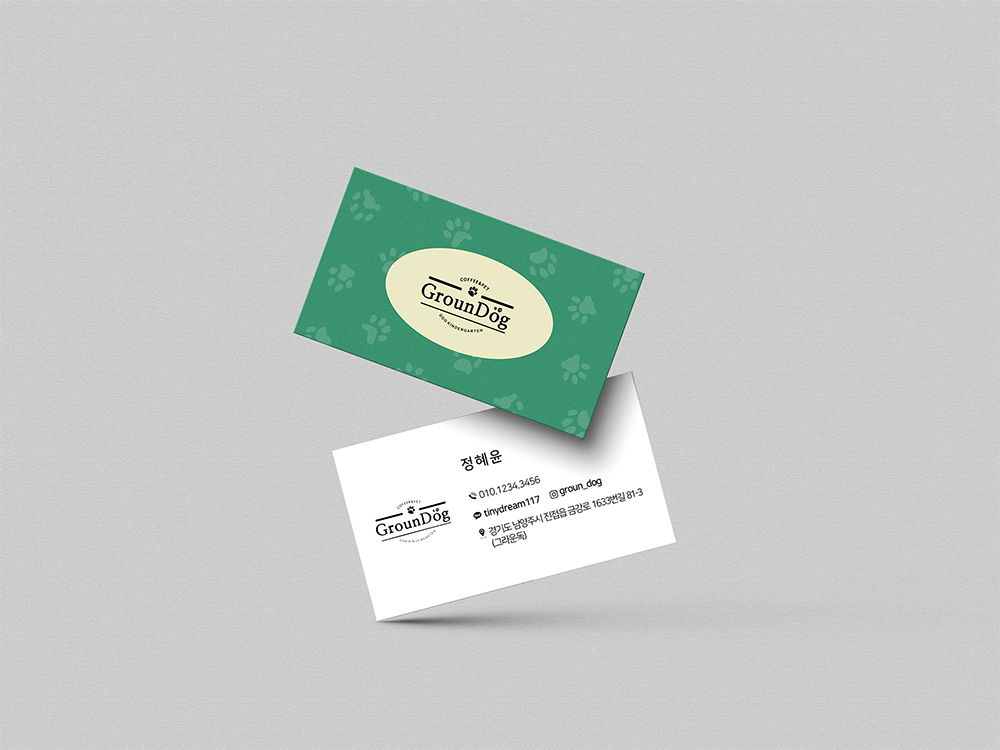 COFFEE&PET
GrounDog
DOG KINDERGARTEN
정혜윤
010.1234.3456
tinydream117 groun_dog
경기도 남양주시 진접읍 금강로 1633번길 81-3
(그라운독)
COFFEE&PET
GrounDog
DOG KINDERGARTEN